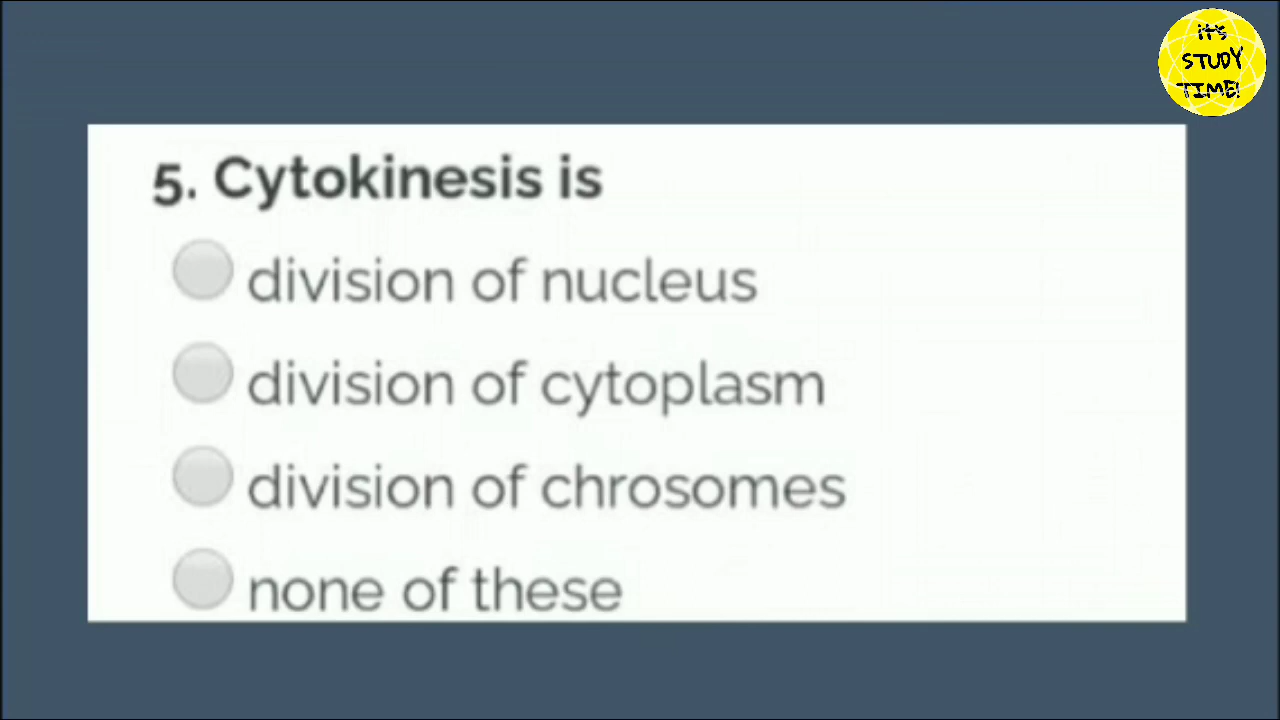 it's
STUDY
TIME!
5. Cytokinesis is
division of nucleus
division of cytoplasm
division of chrosomes
none of these